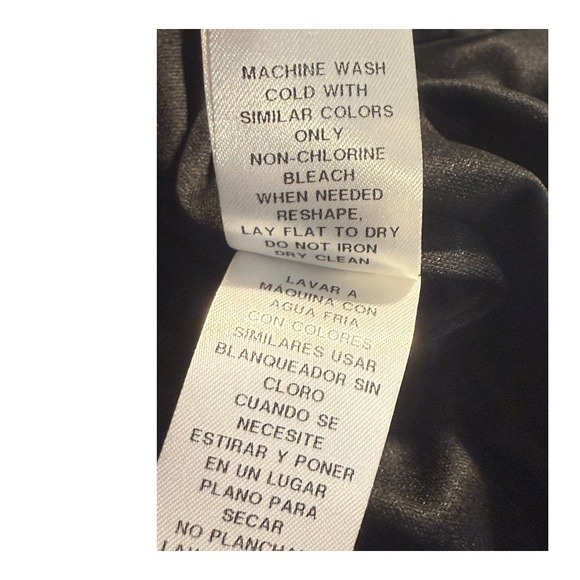 MACHINE WASH
COLD WITH
SIMILAR COLORS
ONLY
NON-CHLORINE
BLEACH
WHEN NEEDED
RESHAPE,
LAY FLAT TO DRY
DO NOT IRON
DRY CLEAN
LAVAR A
MAQUINA CON
AGUA FRIA
CON COLORES
SIMILARES USAR
BLANQUEADOR SIN
CLORO
CUANDO SE
NECESITE
ESTIRAR Y PONER
EN UN LUGAR
PLANO PARA
SECAR
NO